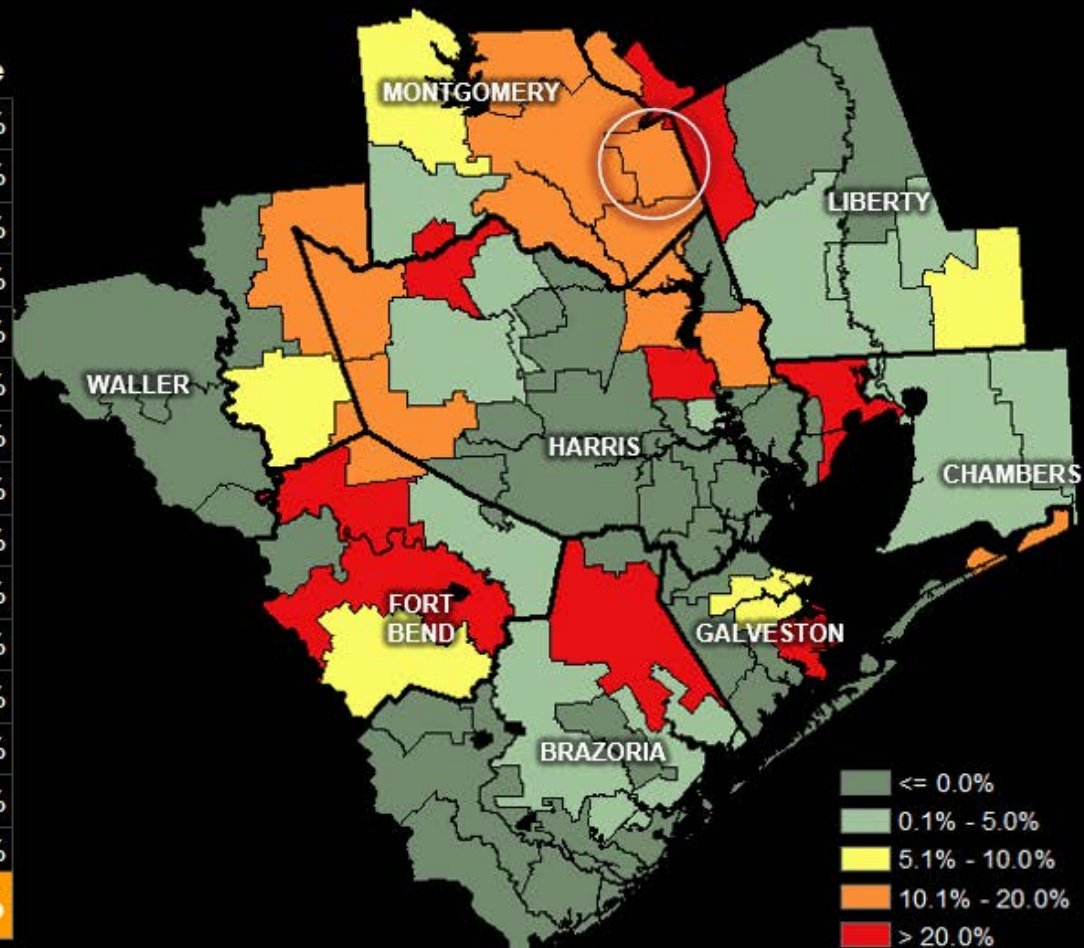 MONTGOMERY
LIBERTY
WALLER
HARRIS
CHAMBERS
FORT
BEND
GALVESTON
BRAZORIA
<= 0.0%
0.1% - 5.0%
5.1% - 10.0%
10.1% - 20.0%
> 20.0%